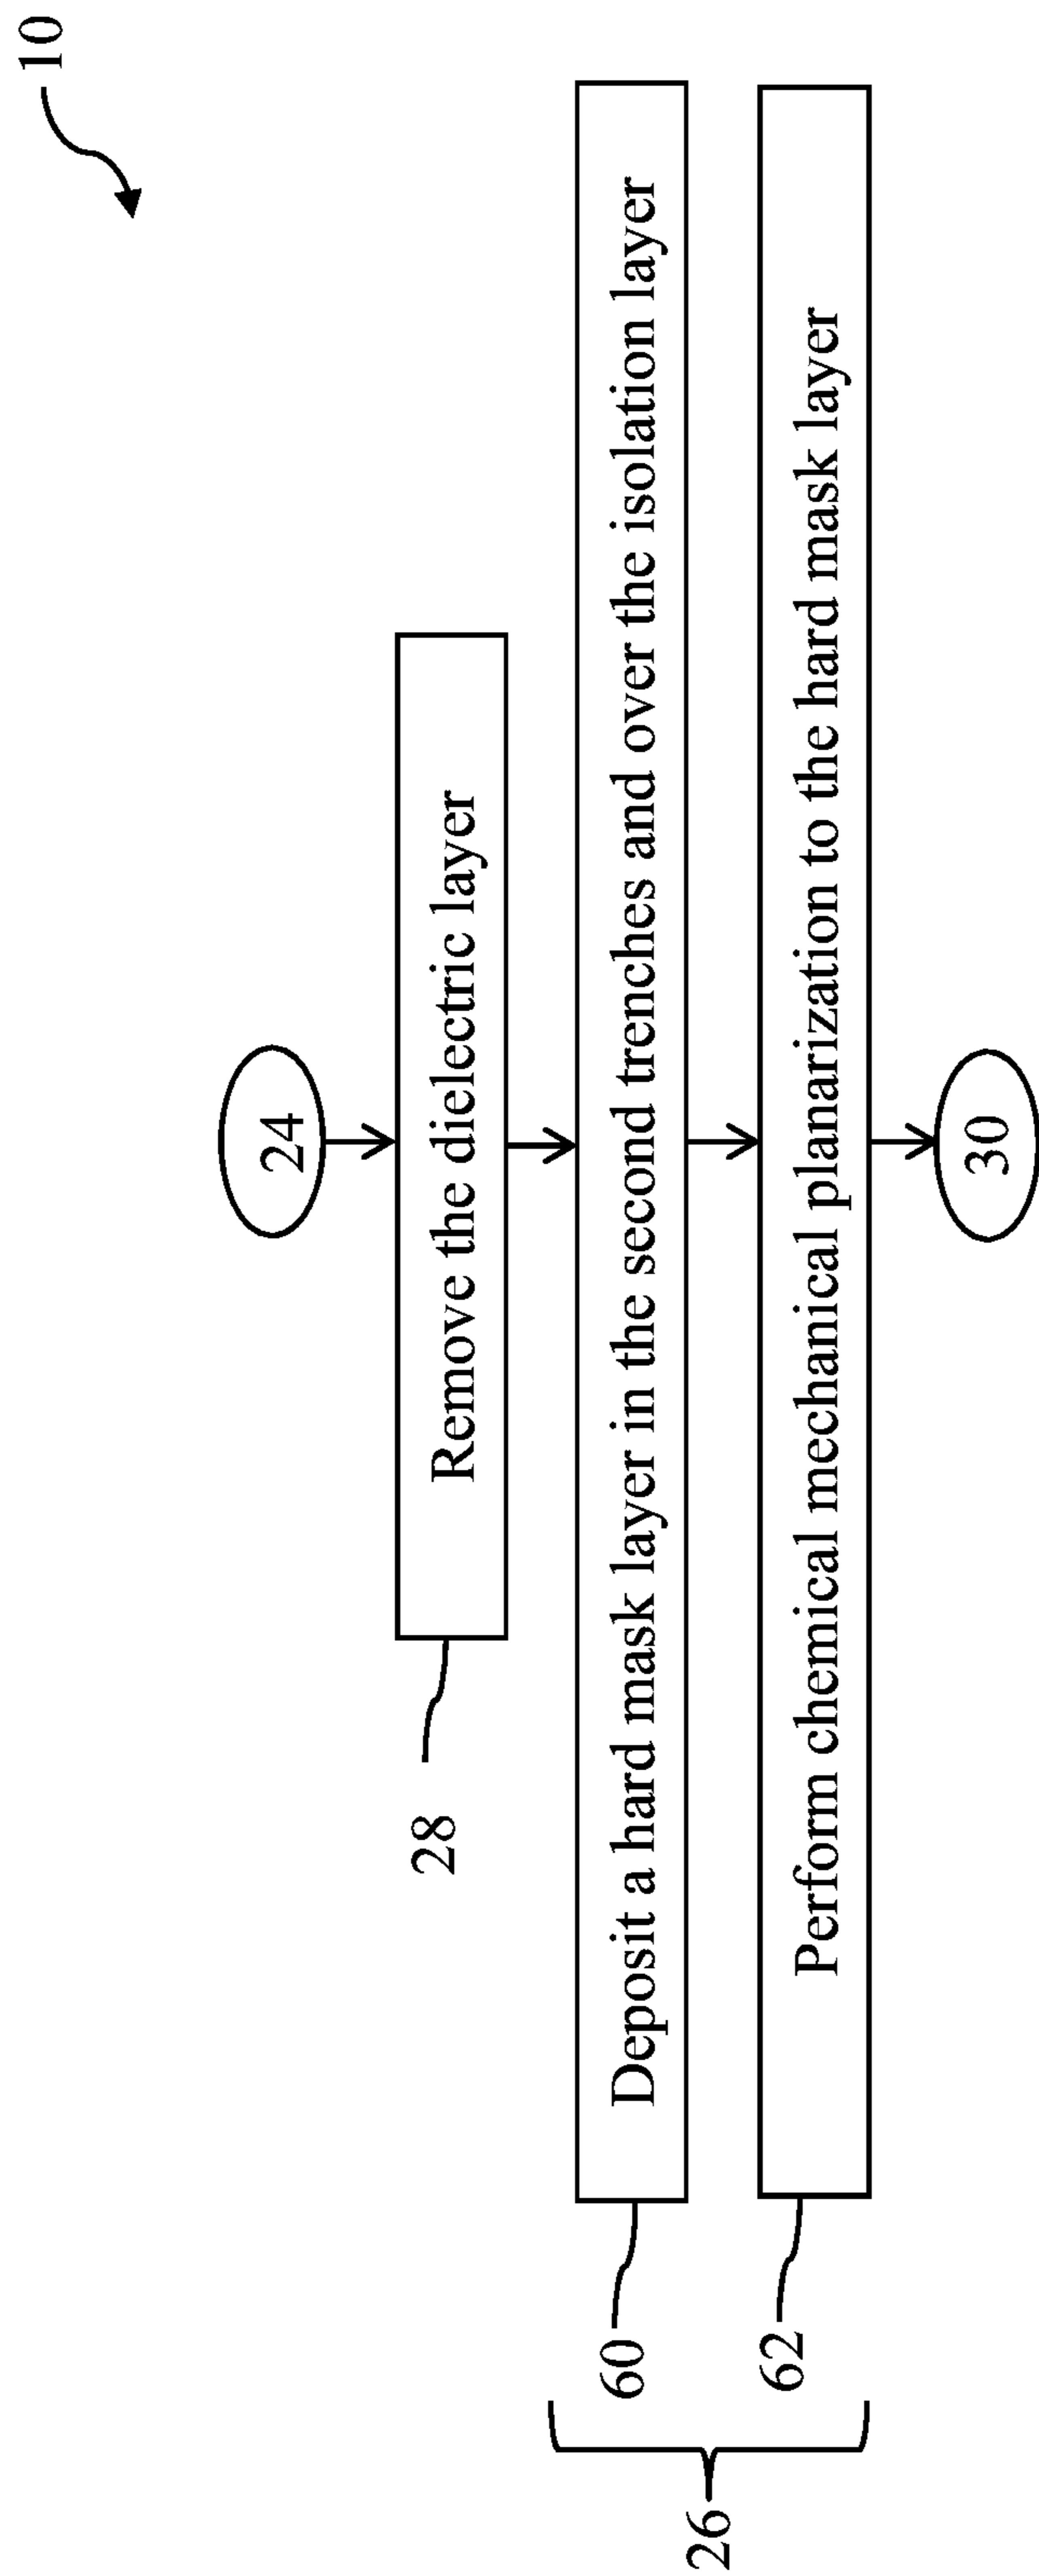 10
24
Remove the dielectric layer
28
Deposit a hard mask layer in the second trenches and over the isolation layer
60
Perform chemical mechanical planarization to the hard mask layer
62
26
30